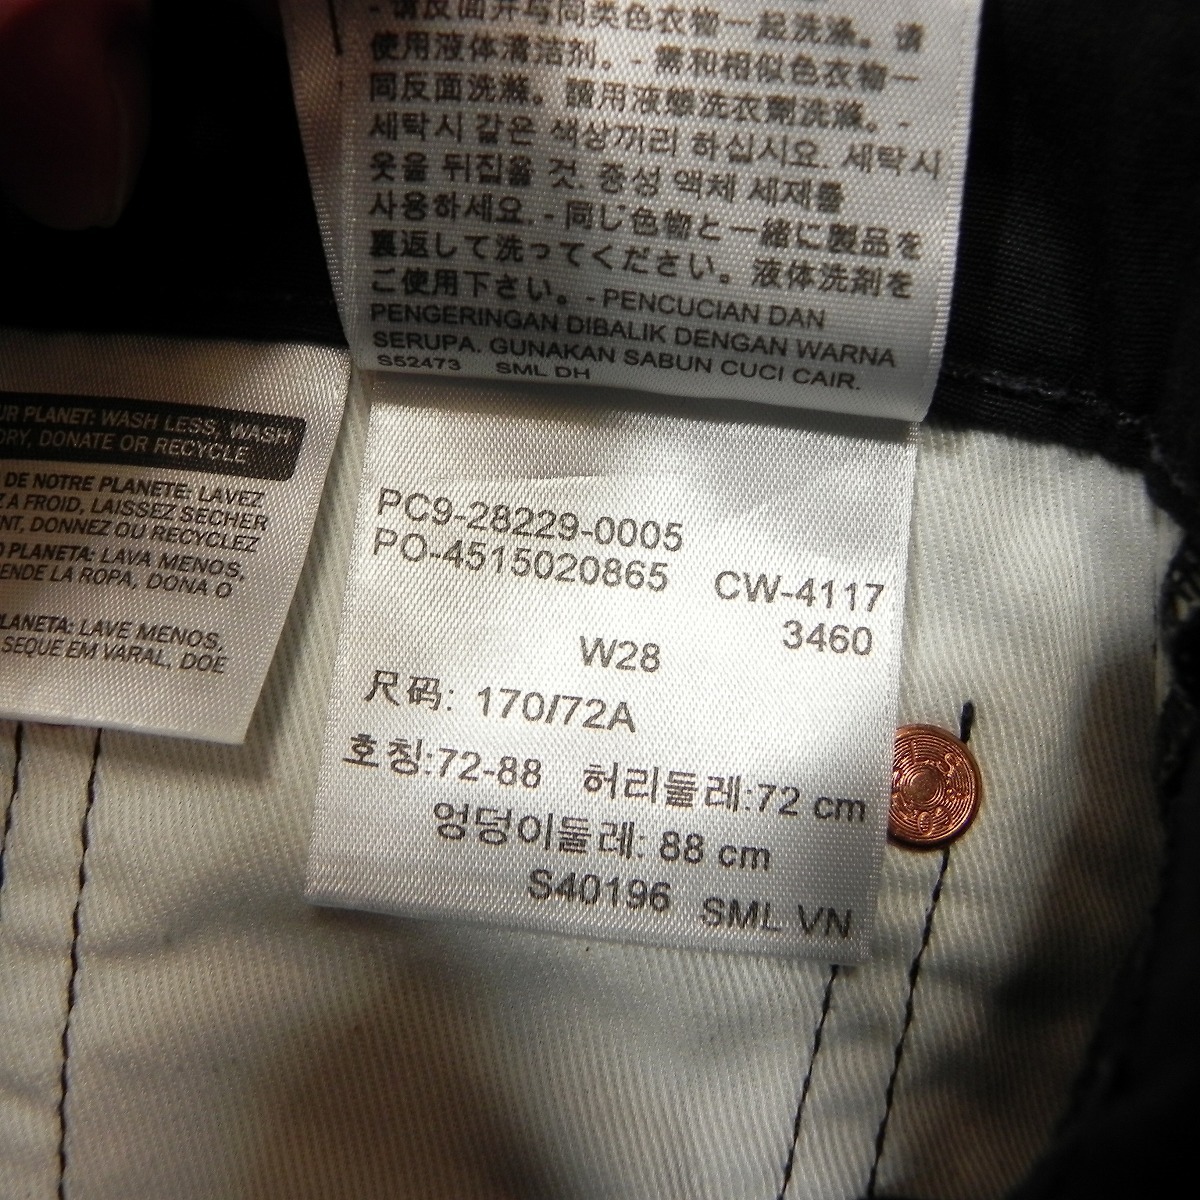 - 请反面并与同类色衣物一起洗涤。请
使用液体清洁剂。- 需和相似色衣物一
同反面洗滌。請用液態洗衣劑洗滌。-
세탁시 같은 색상끼리 하십시요. 세탁시
옷을 뒤집을 것. 중성 액체 세제를
사용하세요. - 同じ色物と一緒に製品を
裏返して洗ってください。液体洗剤を
ご使用下さい。- PENCUCIAN DAN
PENGERINGAN DIBALIK DENGAN WARNA
SERUPA. GUNAKAN SABUN CUCI CAIR.
S52473 SML DH
UR PLANET: WASH LESS, WASH
DRY, DONATE OR RECYCLE
DE NOTRE PLANETE: LAVEZ
Z A FROID, LAISSEZ SECHER
NT, DONNEZ OU RECYCLEZ
PLANETA: LAVA MENOS,
ENDE LA ROPA, DONA O
LANETA: LAVE MENOS,
SEQUE EM VARAL, DOE
PC9-28229-0005
PO-4515020865 CW-4117
3460
W28
尺码: 170/72A
호칭:72-88 허리둘레:72 cm
엉덩이둘레: 88 cm
S40196 SML VN